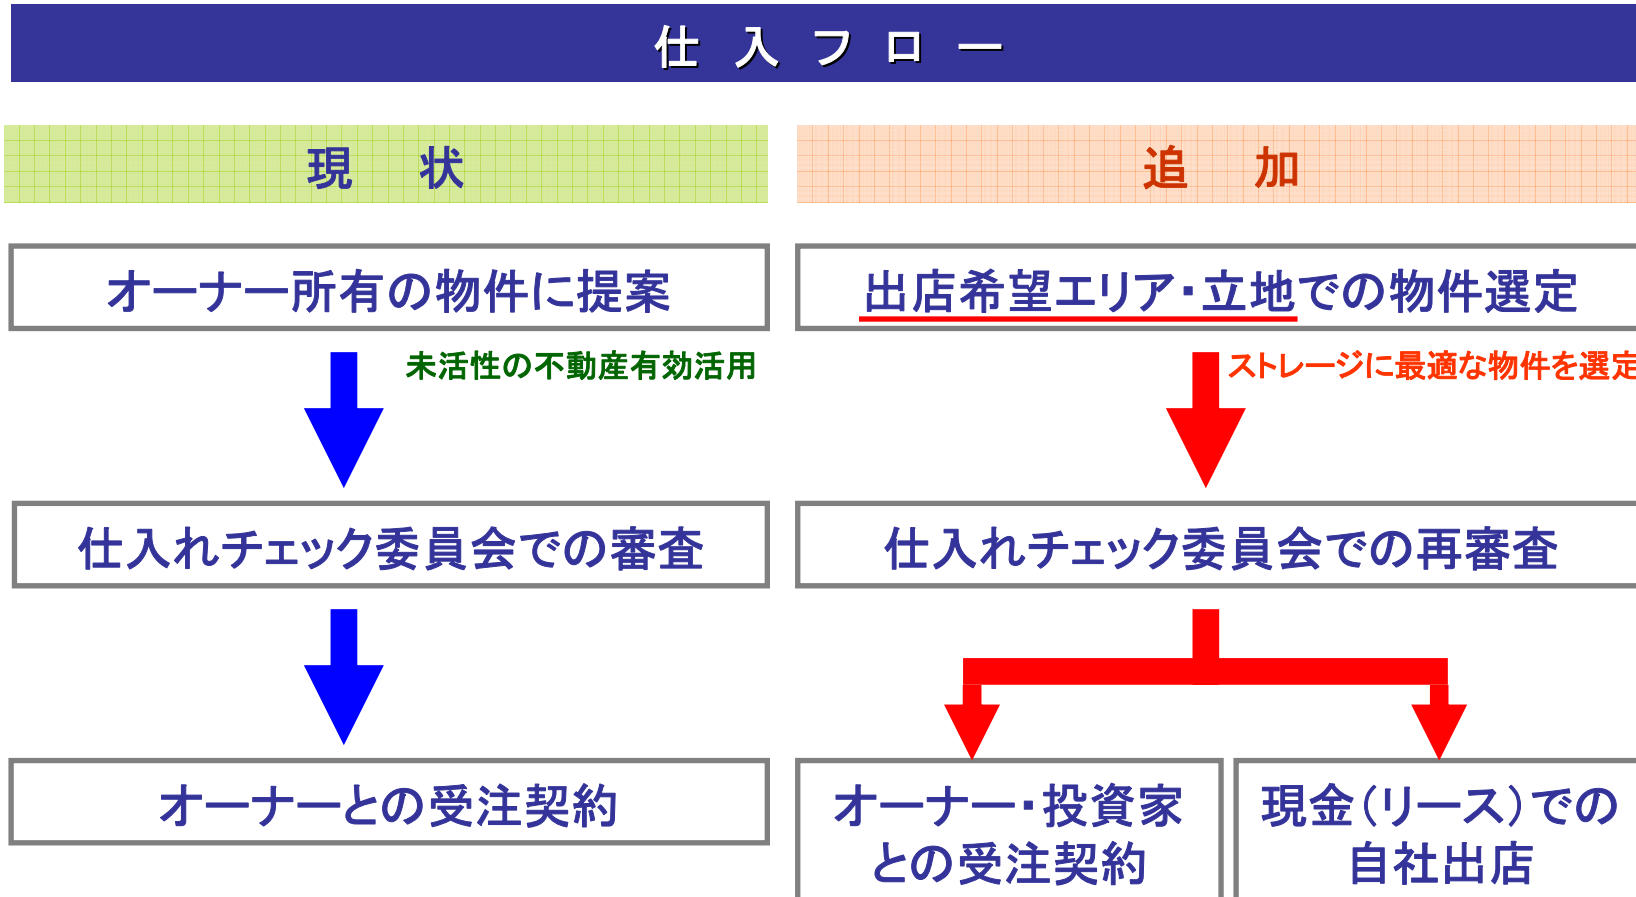 仕入フロー
現状
オーナー所有の物件に提案
未活性の不動産有効活用
仕入れチェック委員会での審査
オーナーとの受注契約
追加
出店希望エリア・立地での物件選定
ストレージに最適な物件を選定
仕入れチェック委員会での再審査
オーナー・投資家
との受注契約
現金(リース)での
自社出店